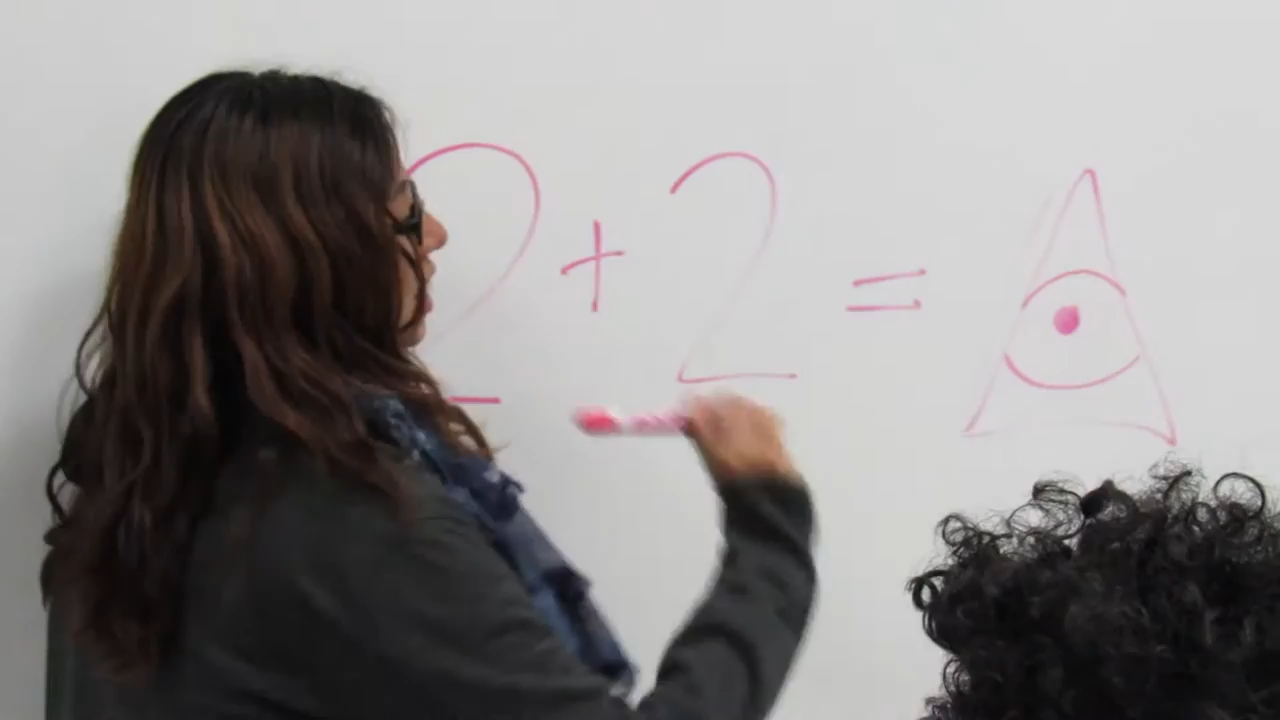 2 + 2 =